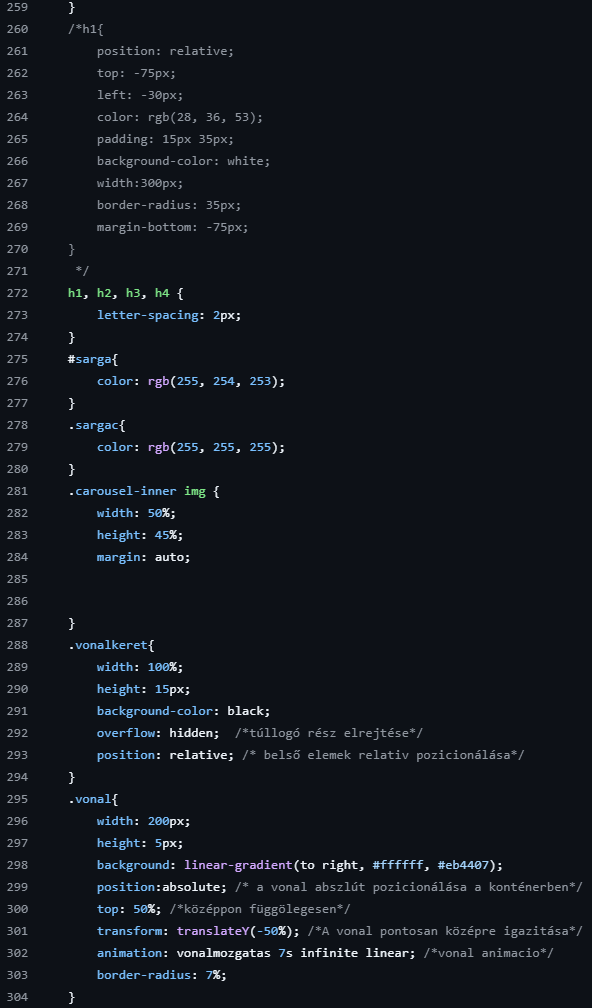 259 }
260 /*h1{
261 position: relative;
262 top: -75px;
263 left: -30px;
264 color: rgb(28, 36, 53);
265 padding: 15px 35px;
266 background-color: white;
267 width:300px;
268 border-radius: 35px;
269 margin-bottom: -75px;
270 }
271 */
272 h1, h2, h3, h4 {
273 letter-spacing: 2px;
274 }
275 #sarga{
276 color: rgb(255, 254, 253);
277 }
278 .sargac{
279 color: rgb(255, 255, 255);
280 }
281 .carousel-inner img {
282 width: 50%;
283 height: 45%;
284 margin: auto;
285
286
287 }
288 .vonalkeret{
289 width: 100%;
290 height: 15px;
291 background-color: black;
292 overflow: hidden; /*túllogó rész elrejtése*/
293 position: relative; /* belső elemek relativ pozicionálása*/
294 }
295 .vonal{
296 width: 200px;
297 height: 5px;
298 background: linear-gradient(to right, #ffffff, #eb4407);
299 position:absolute; /* a vonal abszlút pozicionálása a konténerben*/
300 top: 50%; /*középpon függölegesen*/
301 transform: translateY(-50%); /*A vonal pontosan középre igazitása*/
302 animation: vonalmozgatas 7s infinite linear; /*vonal animacio*/
303 border-radius: 7%;
304 }